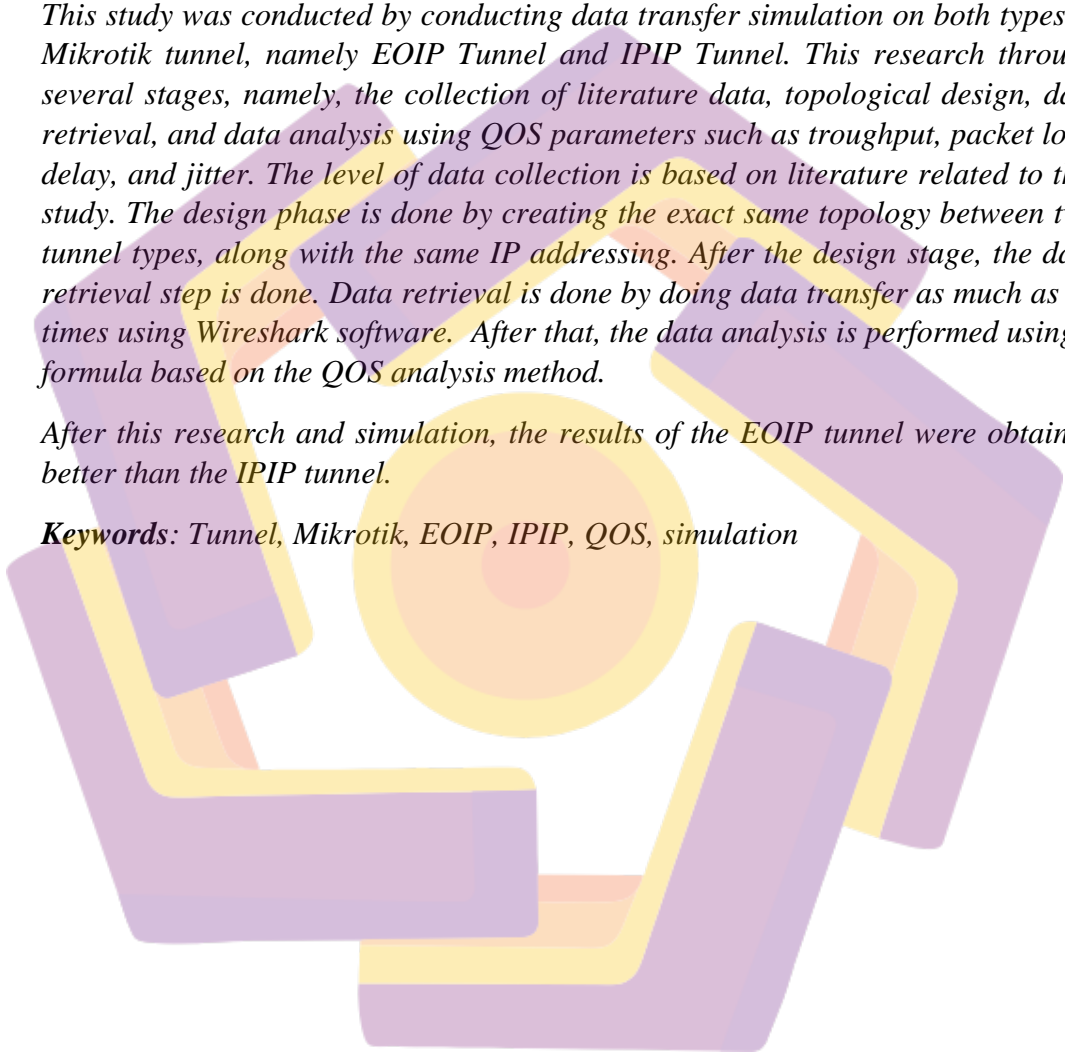 This study was conducted by conducting data transfer simulation on both types
Mikrotik tunnel, namely EOIP Tunnel and IPIP Tunnel. This research throu
several stages, namely, the collection of literature data, topological design, da
retrieval, and data analysis using QOS parameters such as troughput, packet lo
delay, and jitter. The level of data collection is based on literature related to th
study. The design phase is done by creating the exact same topology between tw
tunnel types, along with the same IP addressing. After the design stage, the da
retrieval step is done. Data retrieval is done by doing data transfer as much as
times using Wireshark software. After that, the data analysis is performed using
formula based on the QOS analysis method.
After this research and simulation, the results of the EOIP tunnel were obtain
better than the IPIP tunnel.
Keywords: Tunnel, Mikrotik, EOIP, IPIP, QOS, simulation